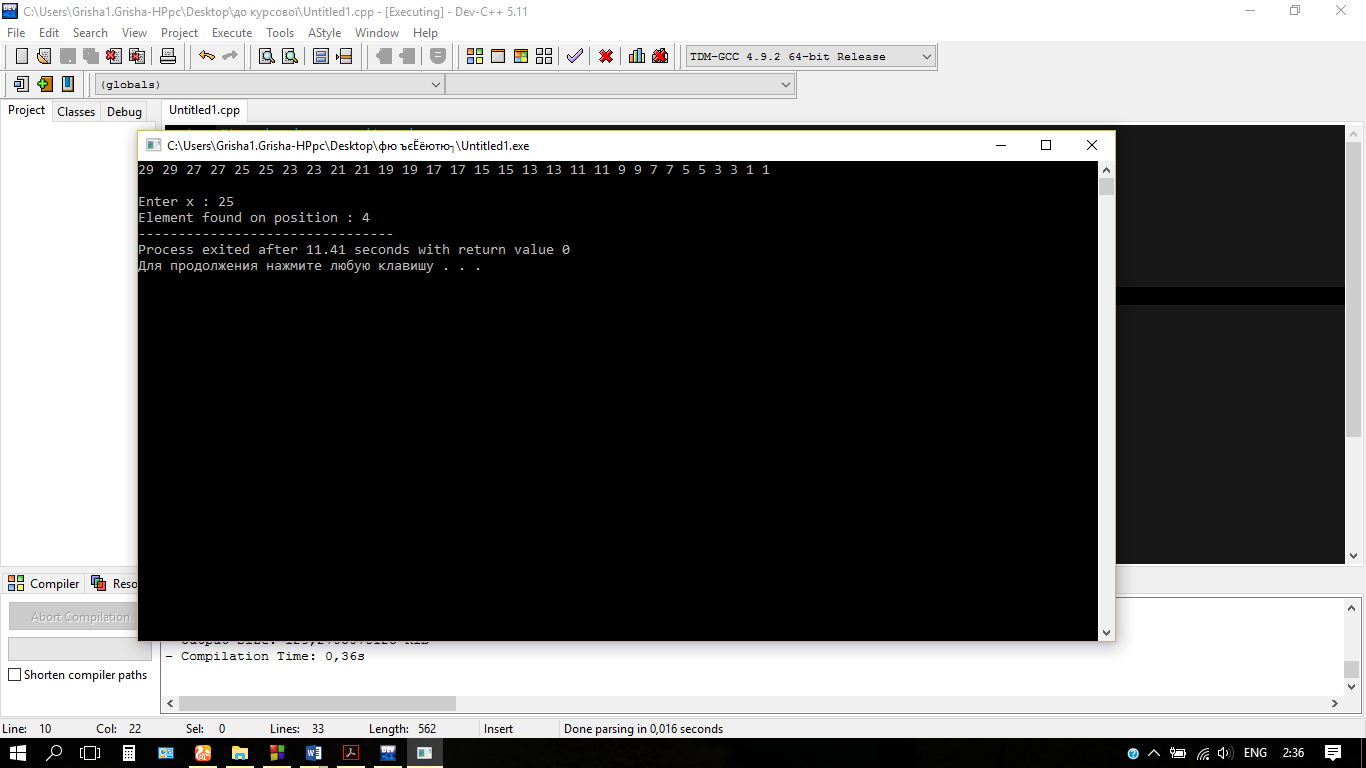 C:\Users\Grisha1.Grisha-HPpc\Desktop\до курсової\Untitled1.cpp - [Executing] - Dev-C++ 5.11
File Edit Search View Project Execute Tools AStyle Window Help
TDM-GCC 4.9.2 64-bit Release
(globals)
Project Classes Debug Untitled1.cpp
C:\Users\Grisha1.Grisha-HPpc\Desktop\фю ъєЁёютю┐\Untitled1.exe
29 29 27 27 25 25 23 23 21 21 19 19 17 17 15 15 13 13 11 11 9 9 7 7 5 5 3 3 1 1
Enter x : 25
Element found on position : 4
--------------------------------
Process exited after 11.41 seconds with return value 0
Для продолжения нажмите любую клавишу . . .
Compiler Reso
Abort Compilation
- Compilation Time: 0,36s
Shorten compiler paths
Line: 10 Col: 22 Sel: 0 Lines: 33 Length: 562 Insert Done parsing in 0,016 seconds
ENG 2:36